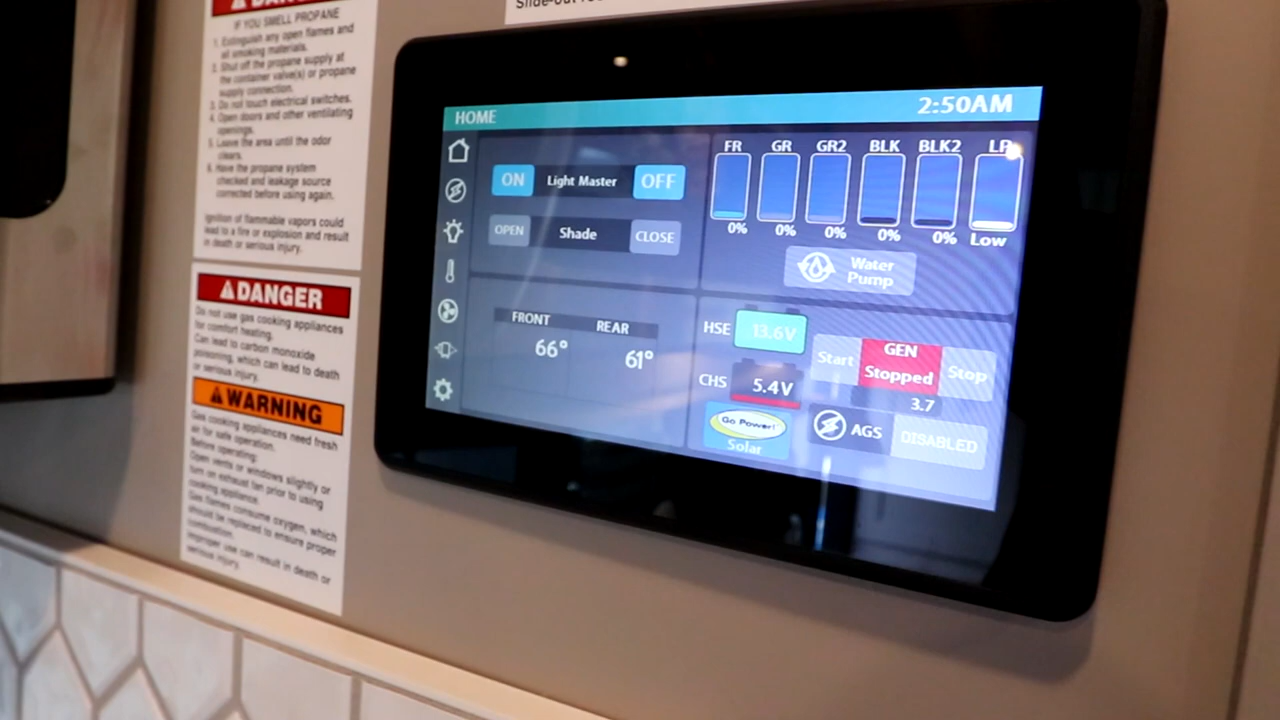 IF YOU SMELL PROPANE
1. Extinguish any open flames and
all smoking materials.
2. Shut off the propane supply at
the container valve(s) or propane
supply connection.
3. Do not touch electrical switches.
4. Open doors and other ventilating
openings.
5. Leave the area until the odor
clears.
6. Have the propane system
checked and leakage source
corrected before using again.
Ignition of flammable vapors could
lead to a fire or explosion and result
in death or serious injury.
DANGER
Do not use gas cooking appliances
for comfort heating.
Can lead to carbon monoxide
poisoning, which can lead to death
or serious injury.
WARNING
Gas cooking appliances need fresh
air for safe operation.
Before operating:
Open vents or windows slightly or
turn on exhaust fan prior to using
cooking appliance.
Gas flames consume oxygen, which
should be replaced to ensure proper
combustion.
Improper use can result in death or
serious injury.
Slide-out
HOME
2:50AM
ON Light Master OFF
OPEN Shade CLOSE
FRONT REAR
66° 61°
FR GR GR2 BLK BLK2 LP
0% 0% 0% 0% 0% Low
Water
Pump
HSE 13.6V
CHS 5.4V
Go Power!
Solar
Start GEN Stop
Stopped
3.7
AGS DISABLED